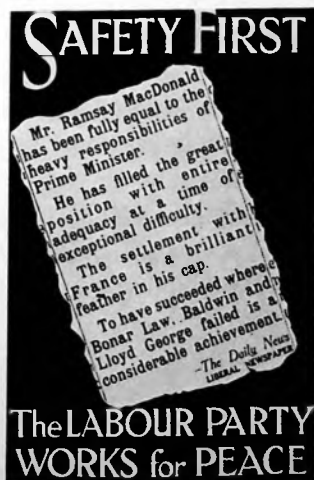 SAFETY FIRST
Mr. Ramsay MacDonald
has been fully equal to the
heavy responsibilities of
Prime Minister.
He has filled the great
position with entire
adequacy at a time of
exceptional difficulty.
The settlement with
France is a brilliant
feather in his cap.
To have succeeded where
Bonar Law, Baldwin and
Lloyd George failed is a
considerable achievement.
-The Daily News
LIBERAL NEWSPAPER
The LABOUR PARTY
WORKS for PEACE